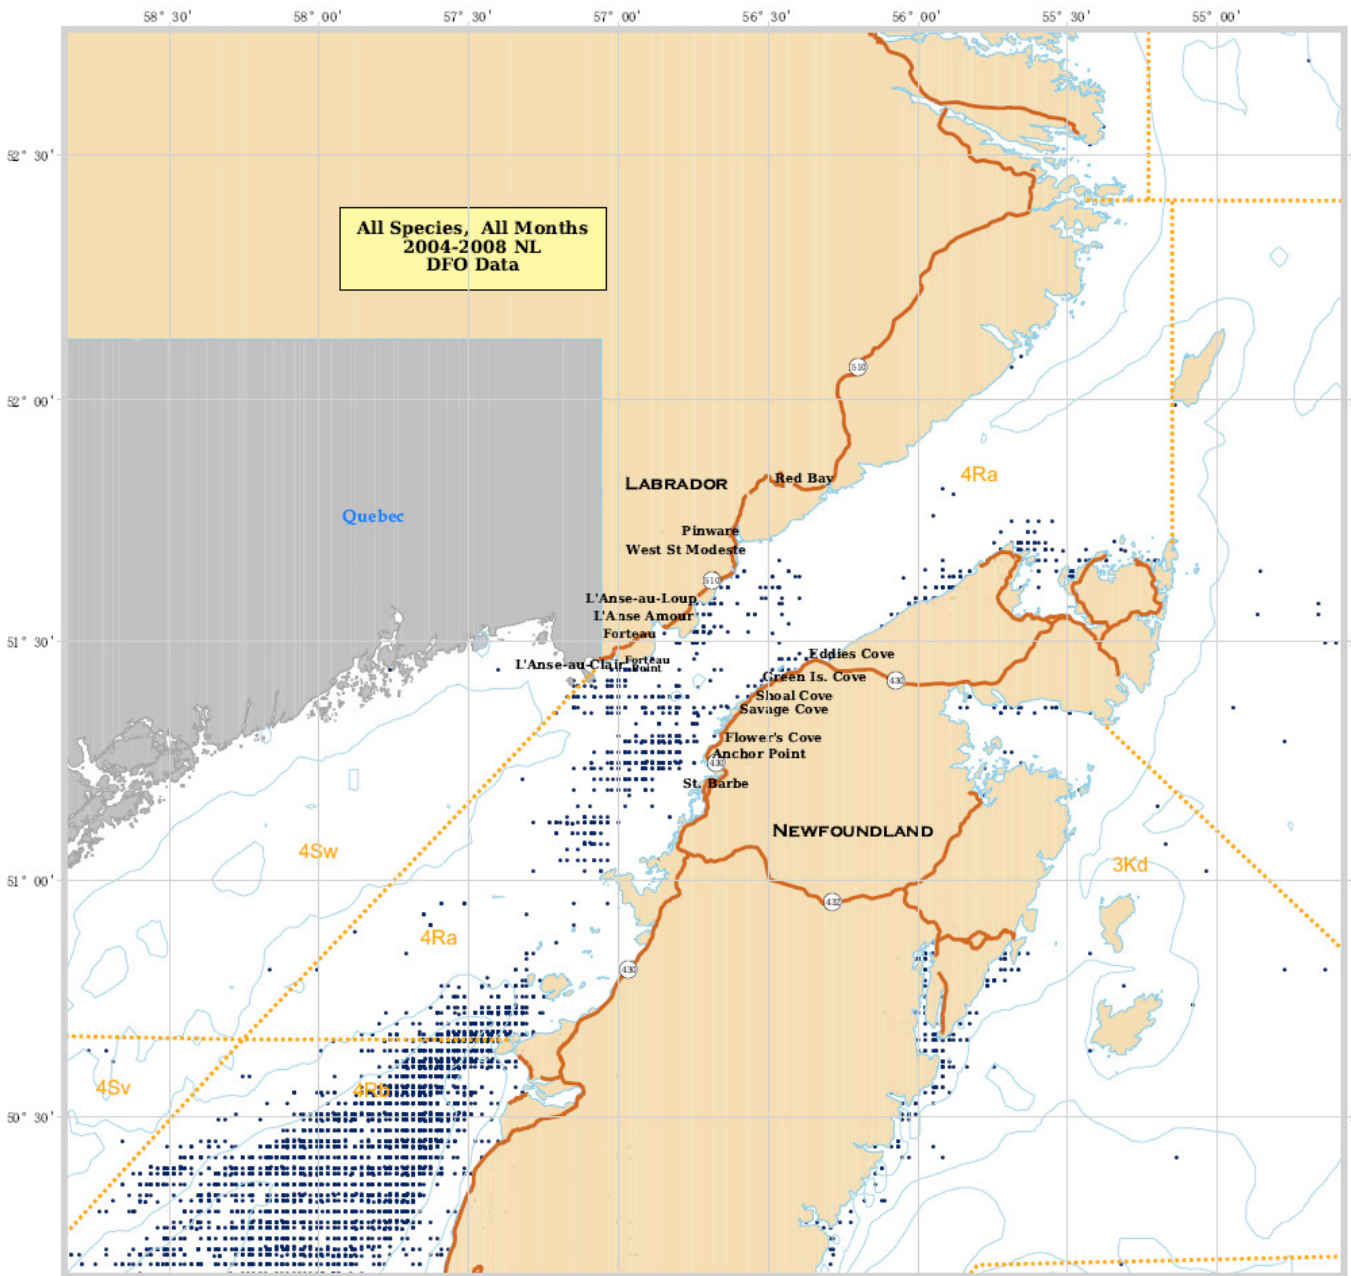 58° 30'
58° 00'
57° 30'
57° 00'
56° 30'
56° 00'
55° 30'
55° 00'
52° 30'
All Species, All Months
2004-2008 NL
DFO Data
510
52° 00'
4Ra
Red Bay
LABRADOR
Quebec
Pinware
West St Modeste
510
L'Anse-au-Loup
L'Anse Amour
Forteau
51° 30'
Eddies Cove
L'Anse-au-Clair
Forteau
Point
Green Is. Cove
430
Shoal Cove
Savage Cove
Flower's Cove
Anchor Point
430
St. Barbe
NEWFOUNDLAND
4Sw
3Kd
51° 00'
432
4Ra
430
4Sv
4Rb
50° 30'